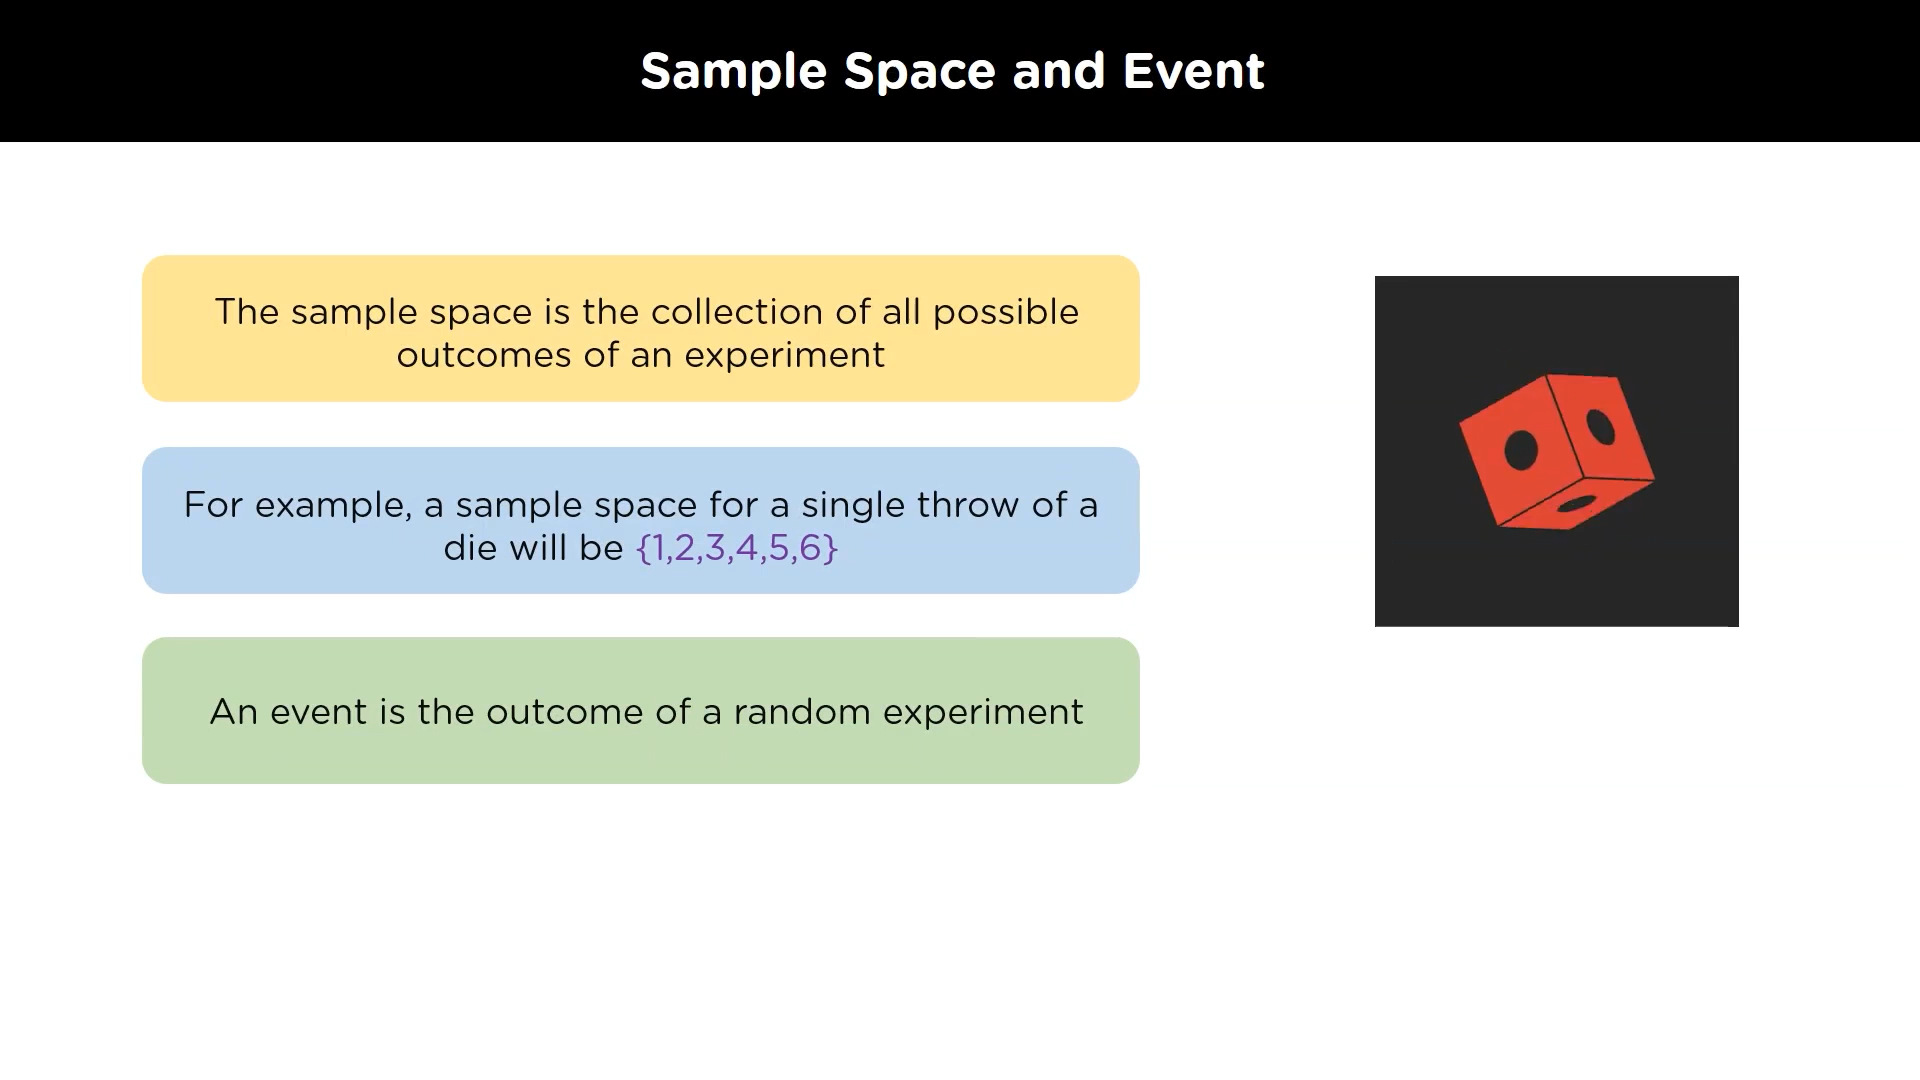 Sample Space and Event
The sample space is the collection of all possible
outcomes of an experiment
For example, a sample space for a single throw of a
die will be {1,2,3,4,5,6}
An event is the outcome of a random experiment